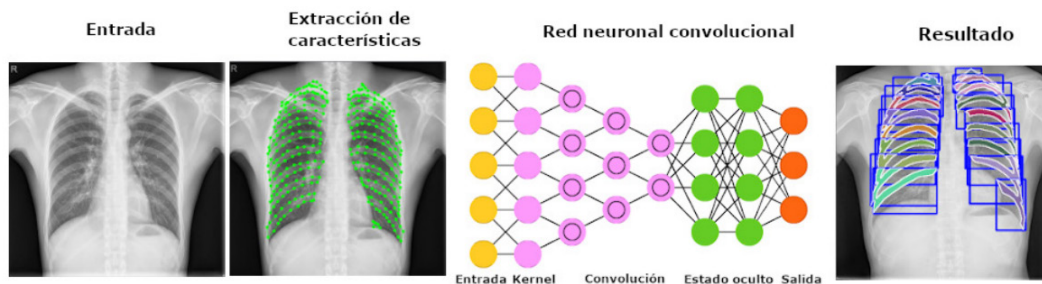 Entrada
Extracción de
características
Red neuronal convolucional
Resultado
R
R
Entrada Kernel Convolución Estado oculto Salida